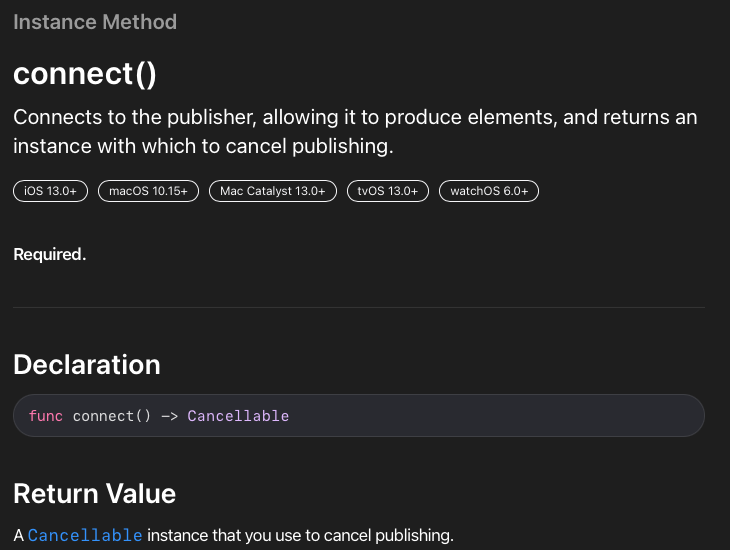 Instance Method
connect()
Connects to the publisher, allowing it to produce elements, and returns an
instance with which to cancel publishing.
iOS 13.0+ macOS 10.15+ Mac Catalyst 13.0+ tvOS 13.0+ watchOS 6.0+
Required.
Declaration
func connect() -> Cancellable
Return Value
A Cancellable instance that you use to cancel publishing.